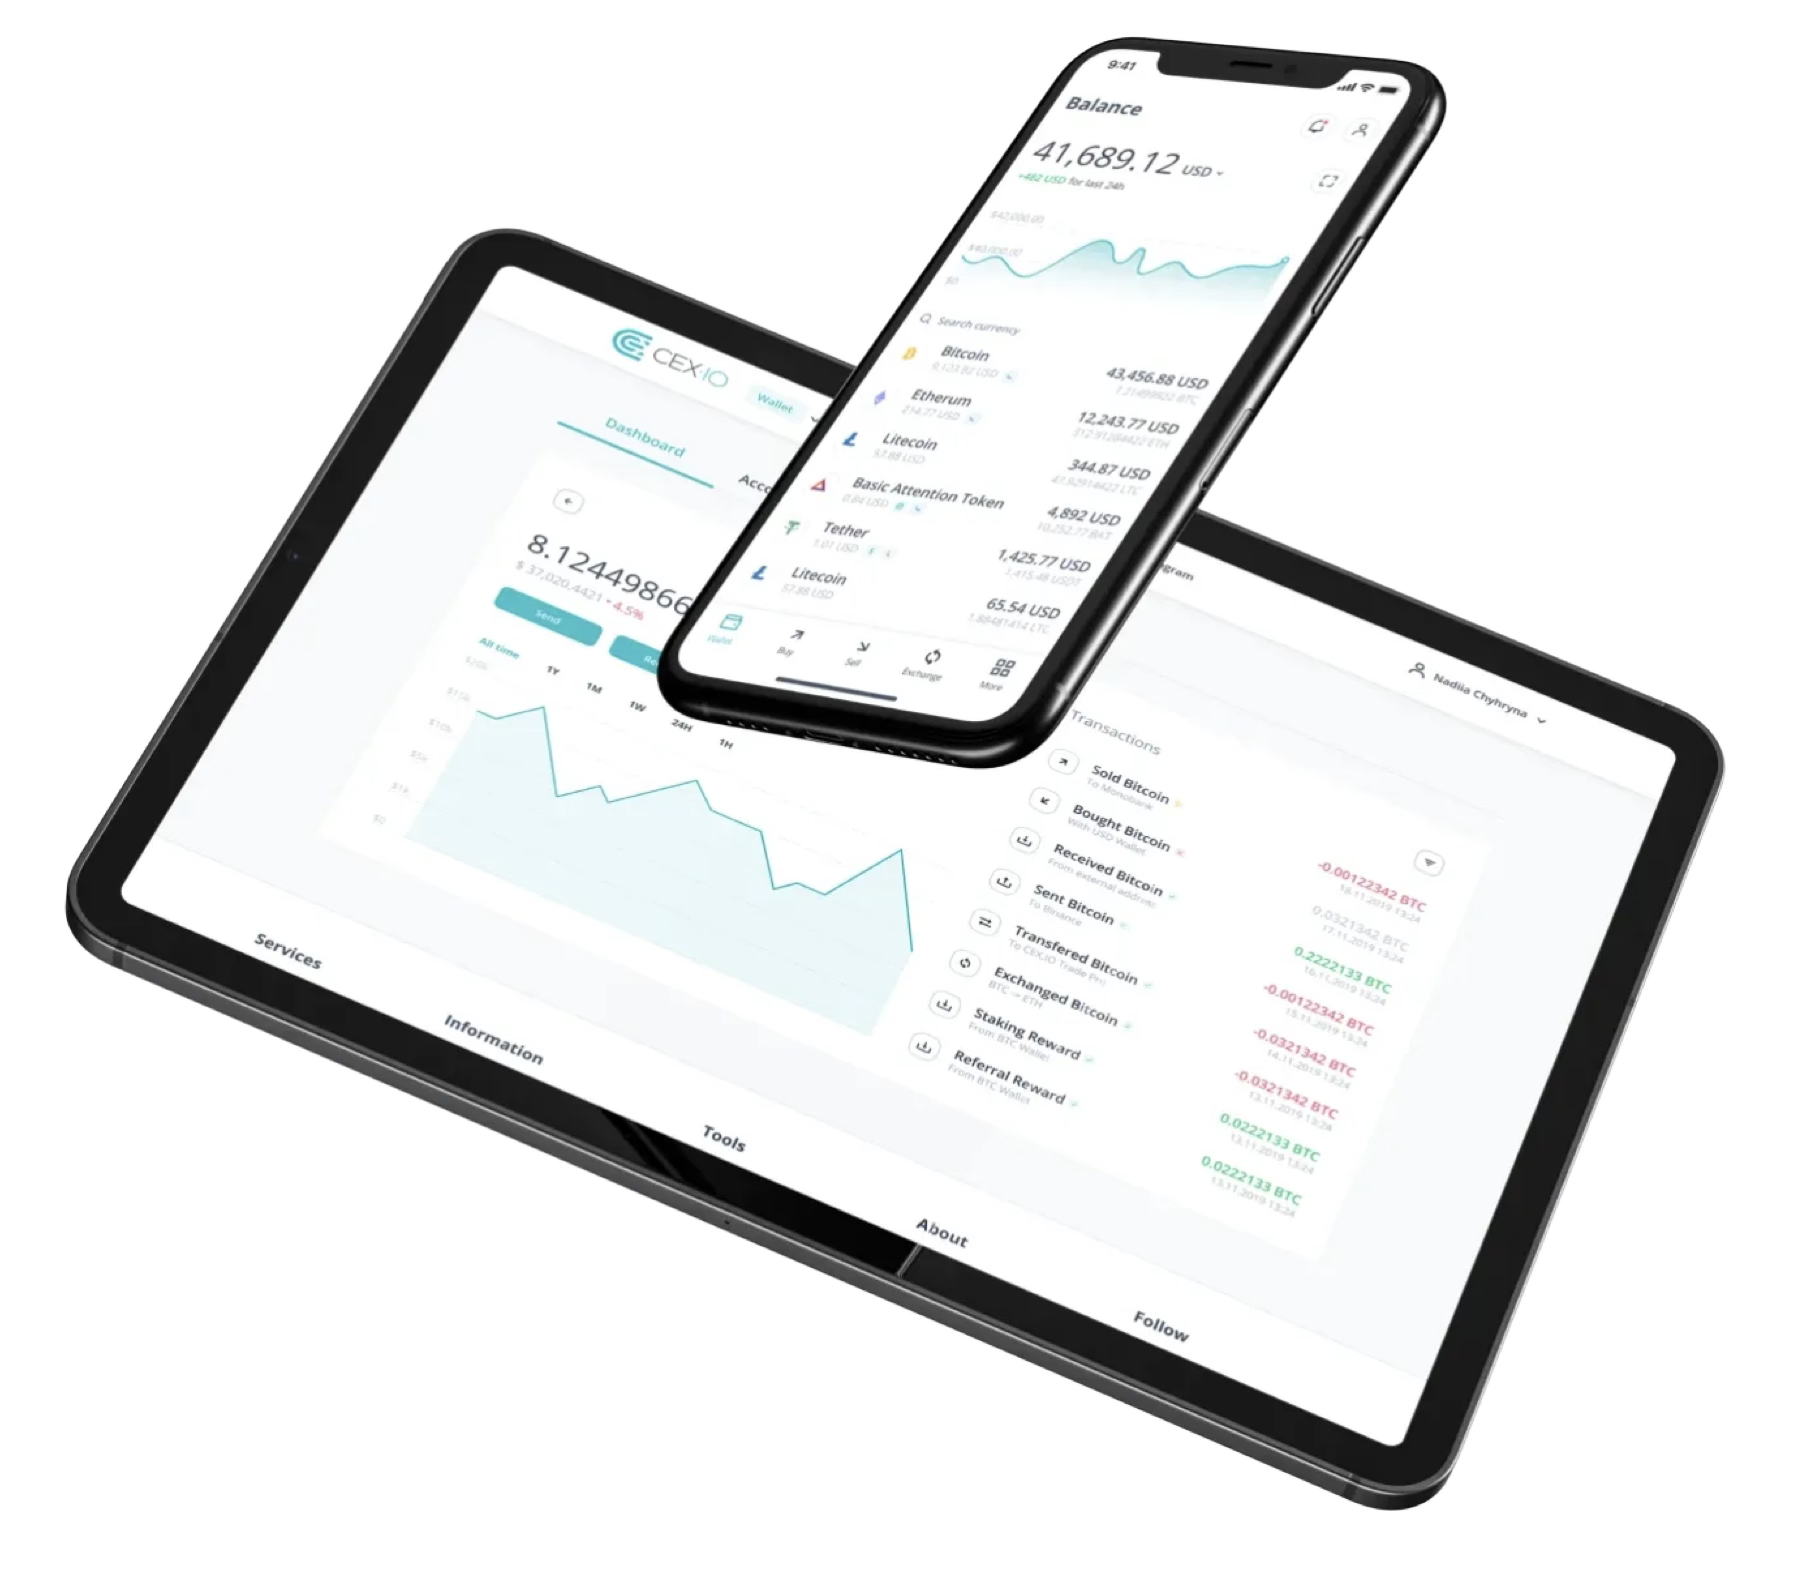 9:41
Balance
41,689.12 USD
+482 USD for last 24h
$42,000.00
$40,000.00
$0
Search currency
Bitcoin
43,456.88 USD
9,123.92 USD
Etherum
12,243.77 USD
214.77 USD
Litecoin
344.87 USD
57.88 USD
Basic Attention Token
4,892 USD
0.84 USD
10,252.77 BAT
Tether
1,425.77 USD
1.01 USD
1,415.48 USDT
Litecoin
65.54 USD
57.88 USD
1.88481414 LTC
Wallet
Buy
Sell
Exchange
More
CEX.IO
Wallet
Dashboard
Acco
gram
Nadiia Chyhryna
8.12449866
$ 37,020.4421 4.5%
Send
Re
All time
1Y
1M
1W
24H
1H
$20k
$15k
$10k
$5k
$1k
$0
Transactions
Sold Bitcoin
To Monobank
-0.00122342 BTC
18.11.2019 13:24
Bought Bitcoin
With USD Wallet
0.0321342 BTC
17.11.2019 13:24
Received Bitcoin
From external address
0.2222133 BTC
16.11.2019 13:24
Sent Bitcoin
To Binance
-0.00122342 BTC
15.11.2019 13:24
Transfered Bitcoin
To CEX.IO Trade Pro
-0.0321342 BTC
14.11.2019 13:24
Exchanged Bitcoin
BTC -> ETH
-0.0321342 BTC
13.11.2019 13:24
Staking Reward
From BTC Wallet
0.0222133 BTC
13.11.2019 13:24
Referral Reward
From BTC Wallet
0.0222133 BTC
13.11.2019 13:24
Services
Information
Tools
About
Follow